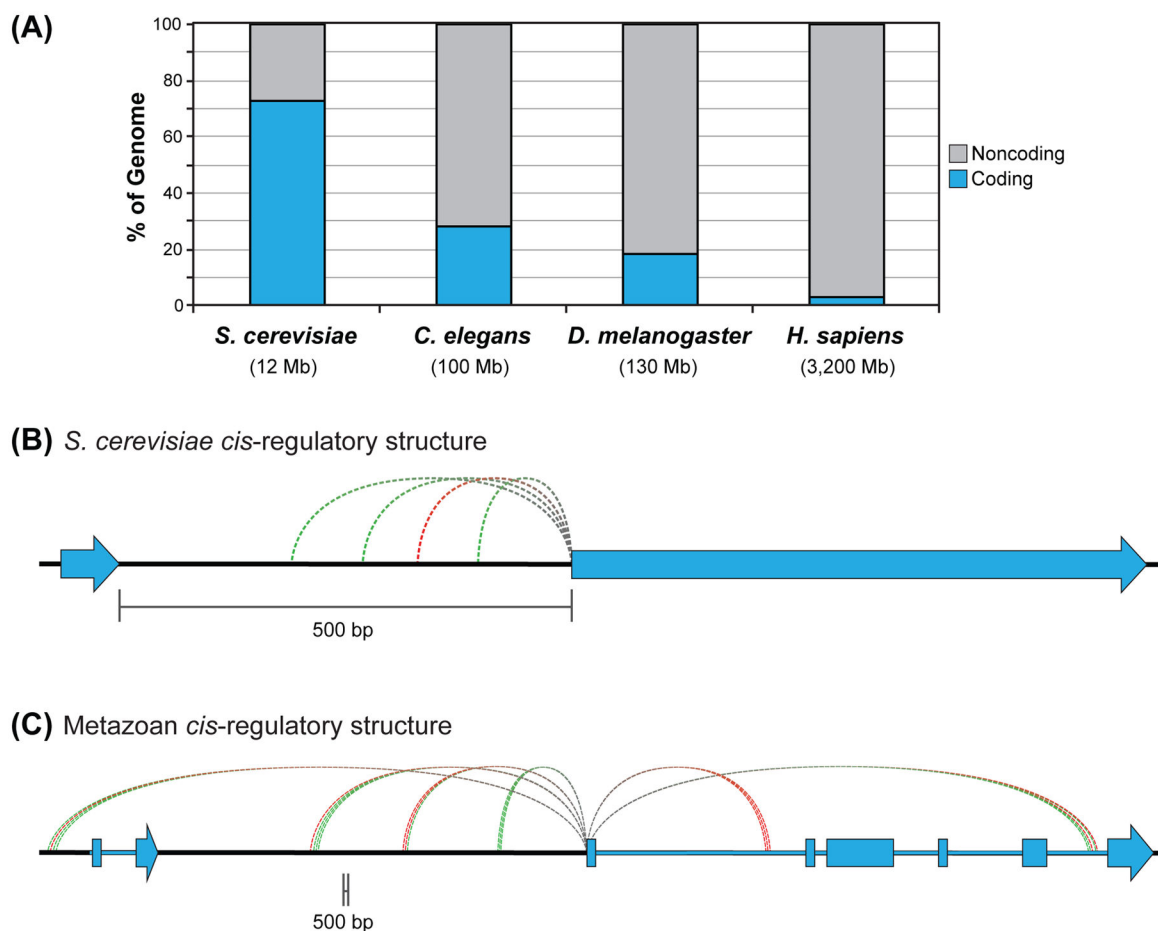 (A)
100
80
60
40
20
0
% of Genome
Noncoding
Coding
S. cerevisiae C. elegans D. melanogaster H. sapiens
(12 Mb) (100 Mb) (130 Mb) (3,200 Mb)
(B) S. cerevisiae cis-regulatory structure
500 bp
(C) Metazoan cis-regulatory structure
500 bp